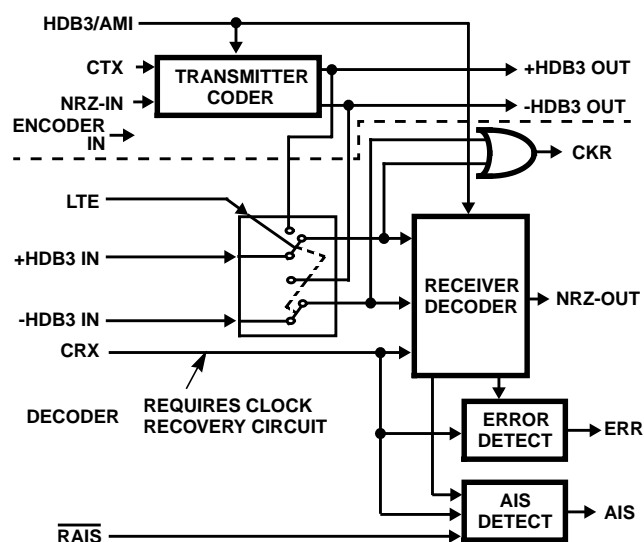 HDB3/AMI
CTX
TRANSMITTER
CODER
+HDB3 OUT
NRZ-IN
-HDB3 OUT
ENCODER
IN
CKR
LTE
+HDB3 IN
RECEIVER
DECODER
NRZ-OUT
-HDB3 IN
CRX
DECODER
REQUIRES CLOCK
RECOVERY CIRCUIT
ERROR
DETECT
ERR
AIS
DETECT
AIS
RAIS